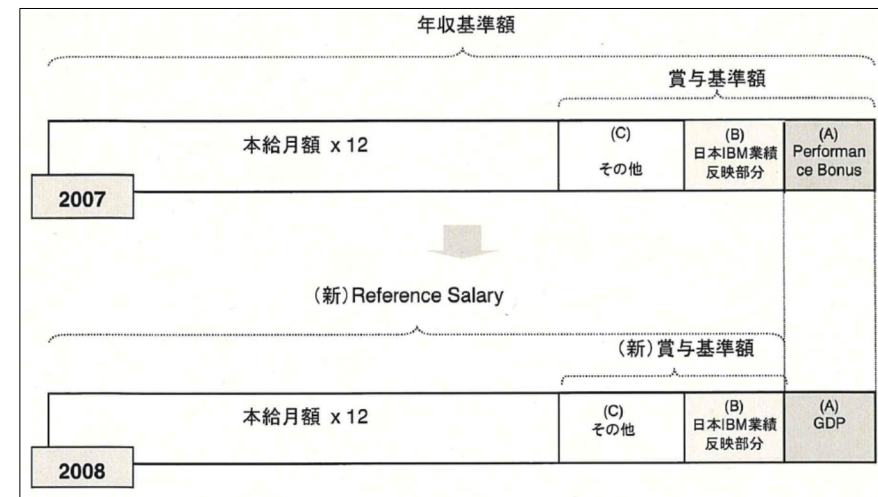 年収基準額
賞与基準額
本給月額 x 12
(C)
その他
(B)
日本IBM業績
反映部分
(A)
Performan
ce Bonus
2007
(新)Reference Salary
(新)賞与基準額
本給月額 x 12
(C)
その他
(B)
日本IBM業績
反映部分
(A)
GDP
2008